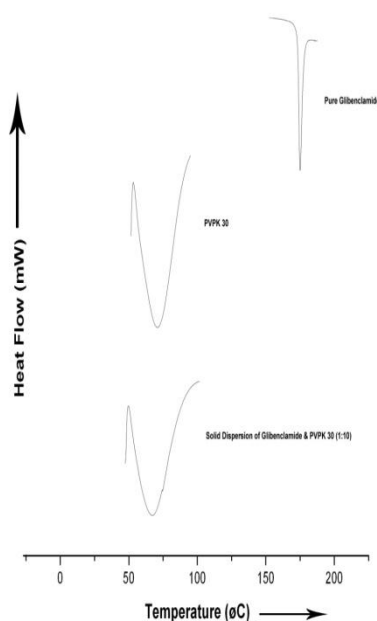 Pure Glibenclamide
PVPK 30
Solid Dispersion of Glibenclamide & PVPK 30 (1:10)
Heat Flow (mW)
0 50 100 150 200
Temperature (øC)